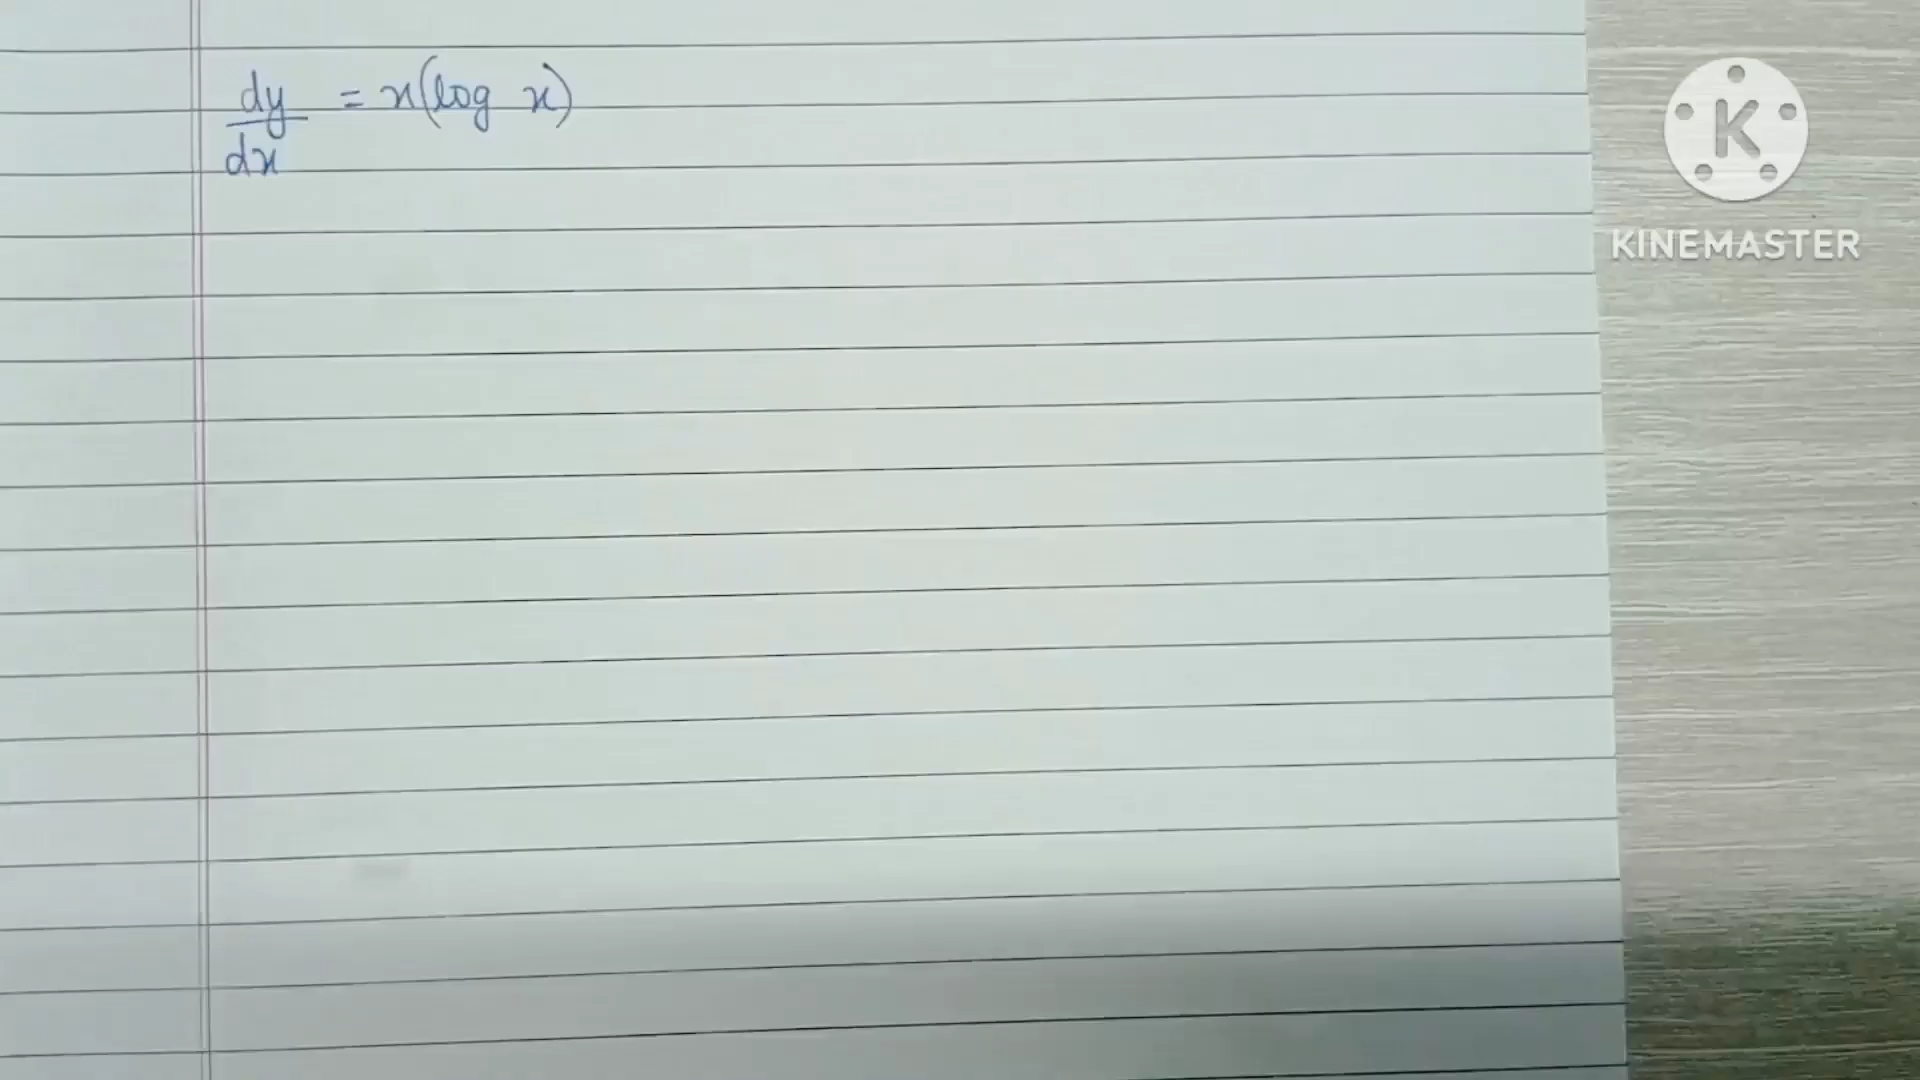 dy/dx = x(log x)
K
KINEMASTER